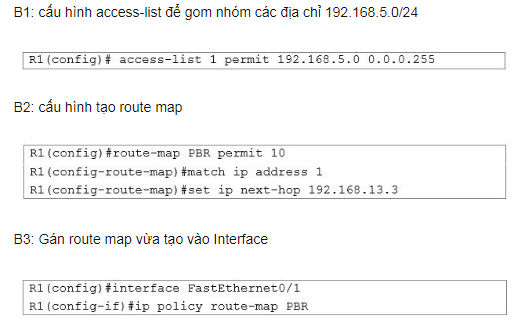 B1: cấu hình access-list để gom nhóm các địa chỉ 192.168.5.0/24
R1(config)# access-list 1 permit 192.168.5.0 0.0.0.255
B2: cấu hình tạo route map
R1(config)#route-map PBR permit 10
R1(config-route-map)#match ip address 1
R1(config-route-map)#set ip next-hop 192.168.13.3
B3: Gán route map vừa tạo vào Interface
R1(config)#interface FastEthernet0/1
R1(config-if)#ip policy route-map PBR